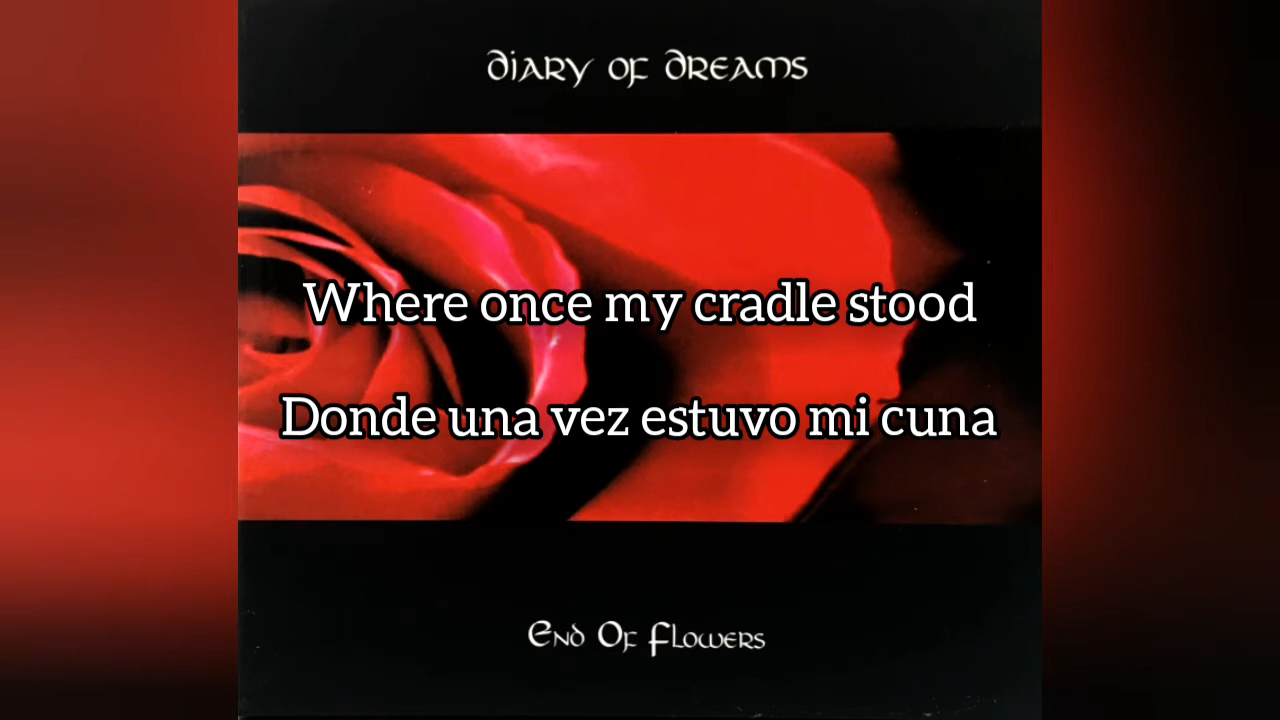 Diary of Dreams
Where once my cradle stood
Donde una vez estuvo mi cuna
End Of Flowers